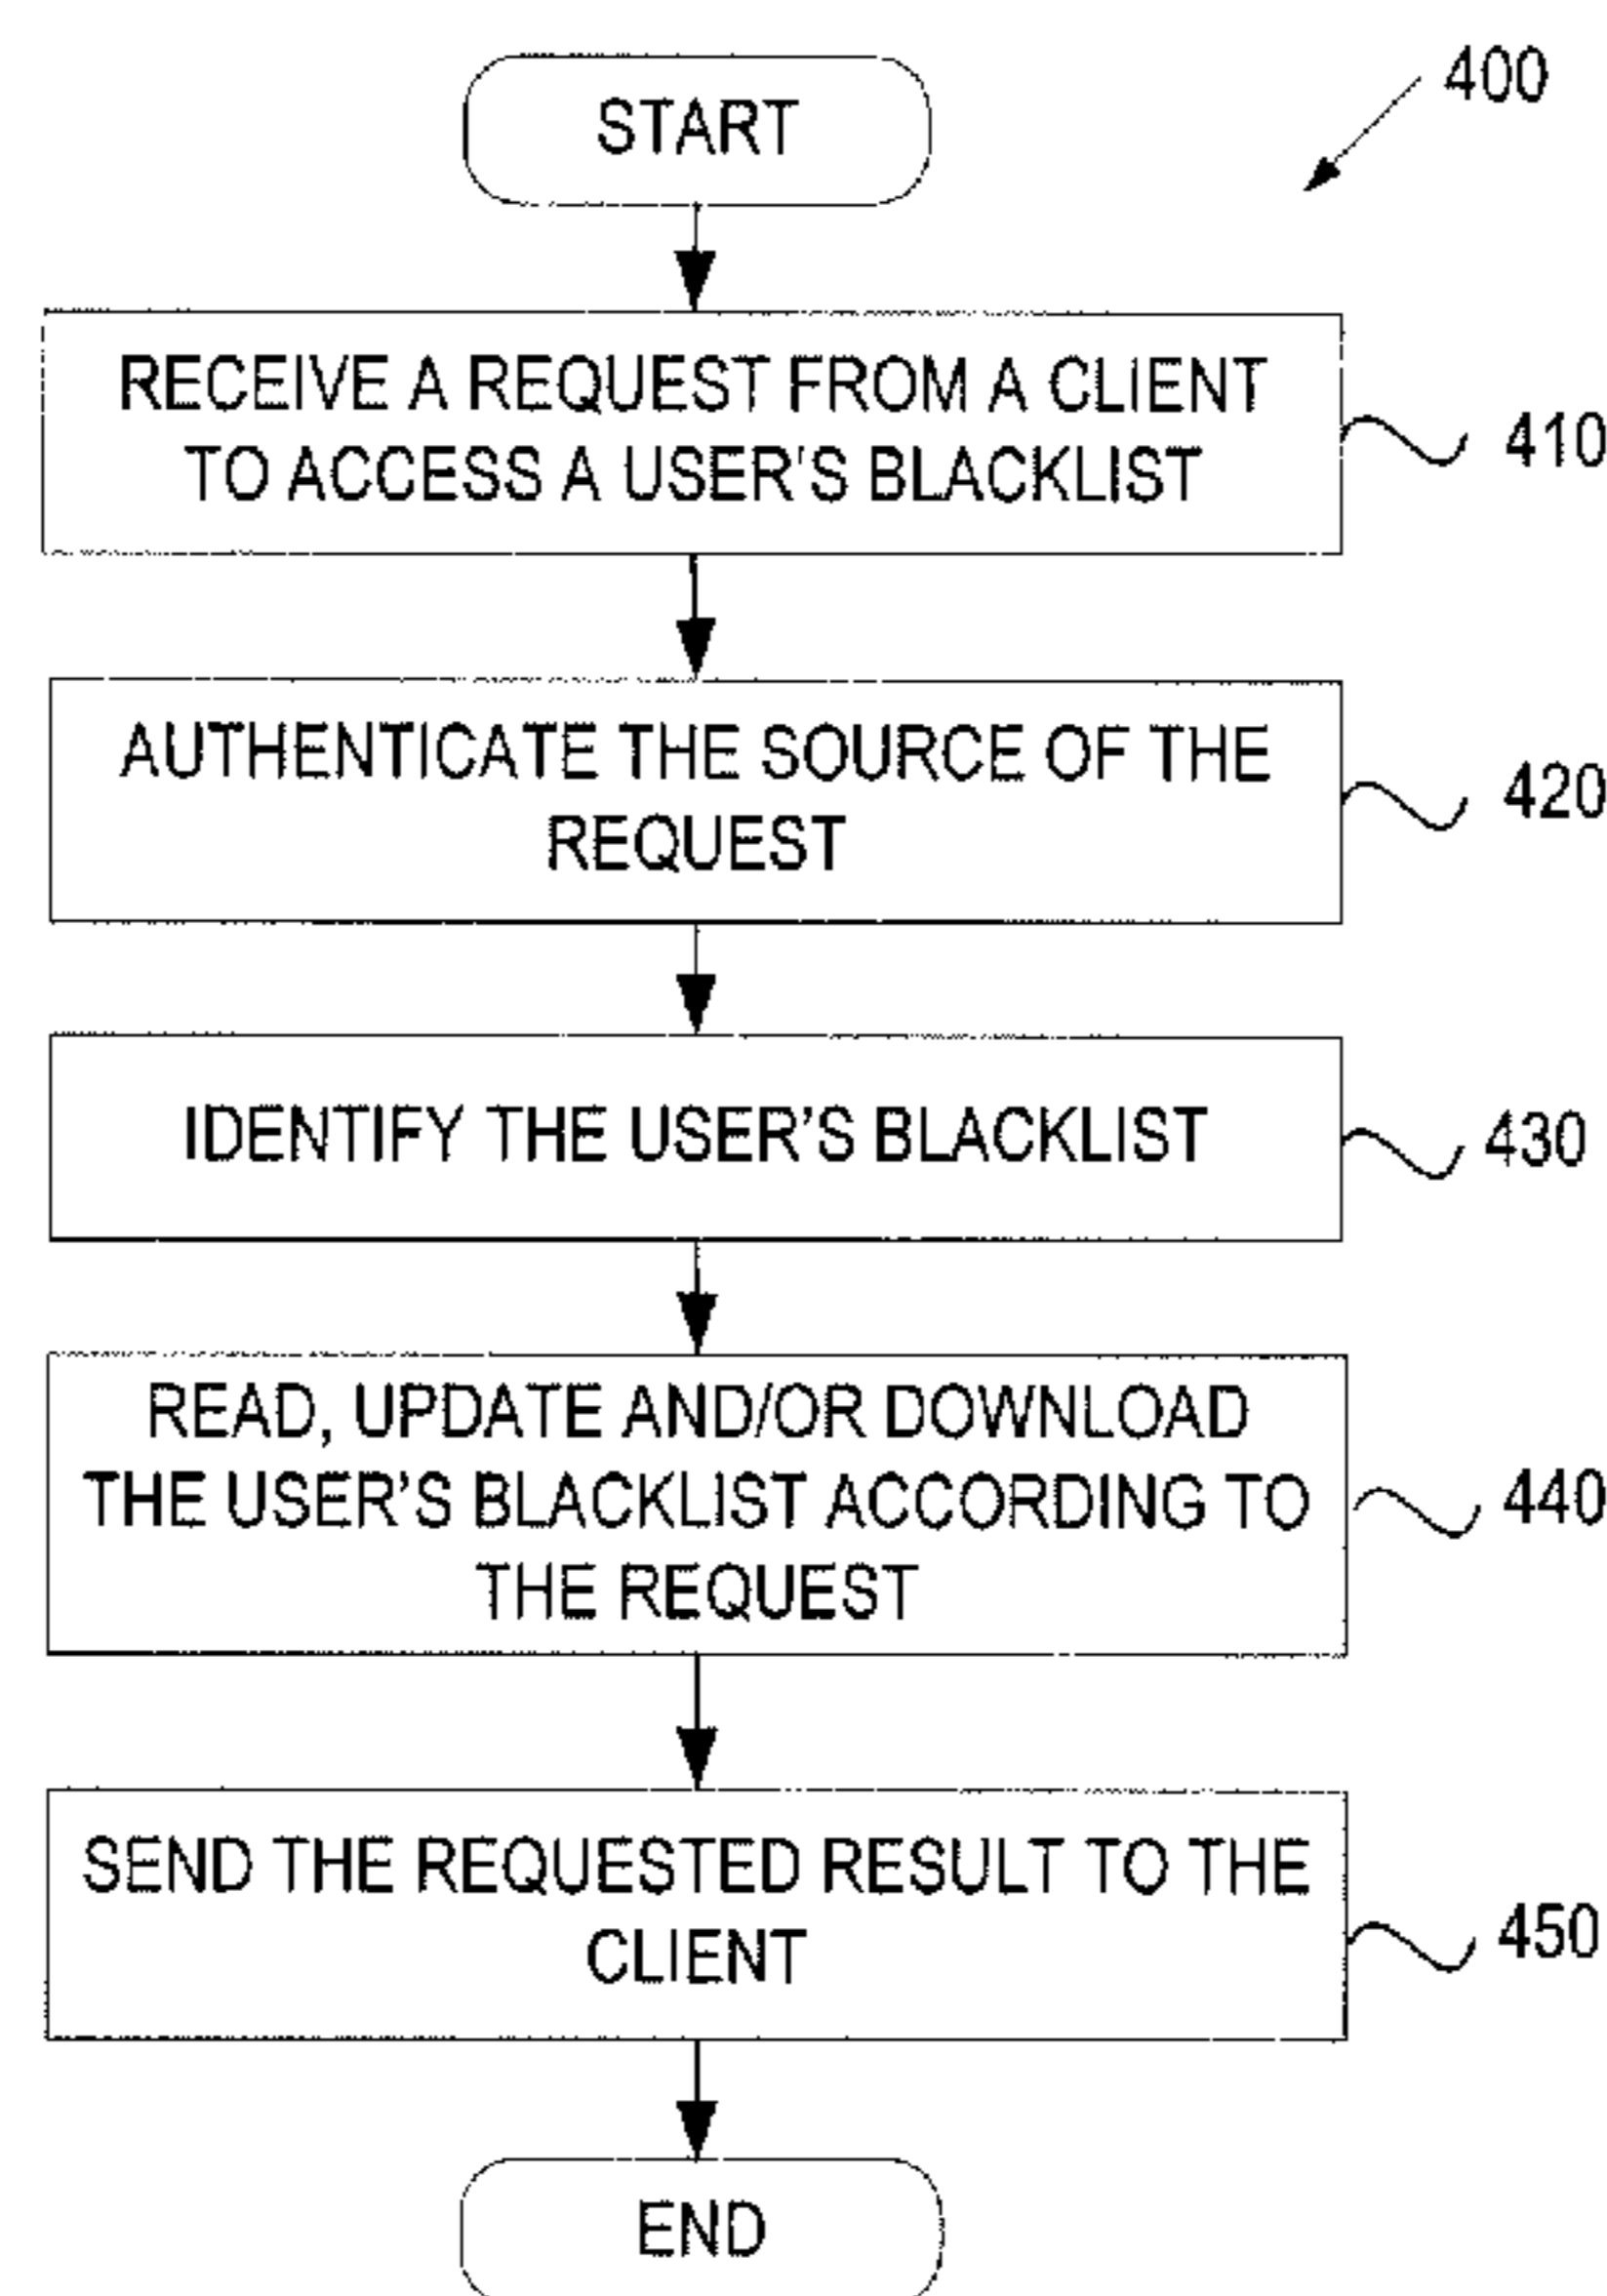 START
400
RECEIVE A REQUEST FROM A CLIENT
TO ACCESS A USER'S BLACKLIST
410
AUTHENTICATE THE SOURCE OF THE
REQUEST
420
IDENTIFY THE USER'S BLACKLIST
430
READ, UPDATE AND/OR DOWNLOAD
THE USER'S BLACKLIST ACCORDING TO
THE REQUEST
440
SEND THE REQUESTED RESULT TO THE
CLIENT
450
END